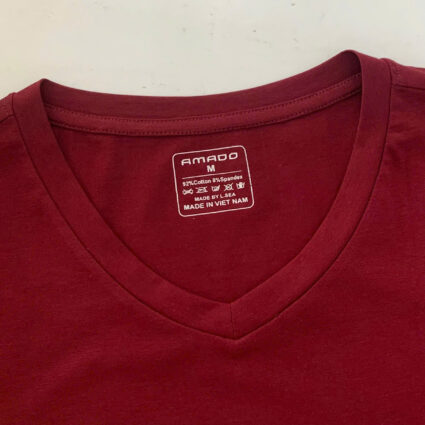 AMADO
M
92%Cotton 8%Spandex
MADE BY L.SEA
MADE IN VIET NAM